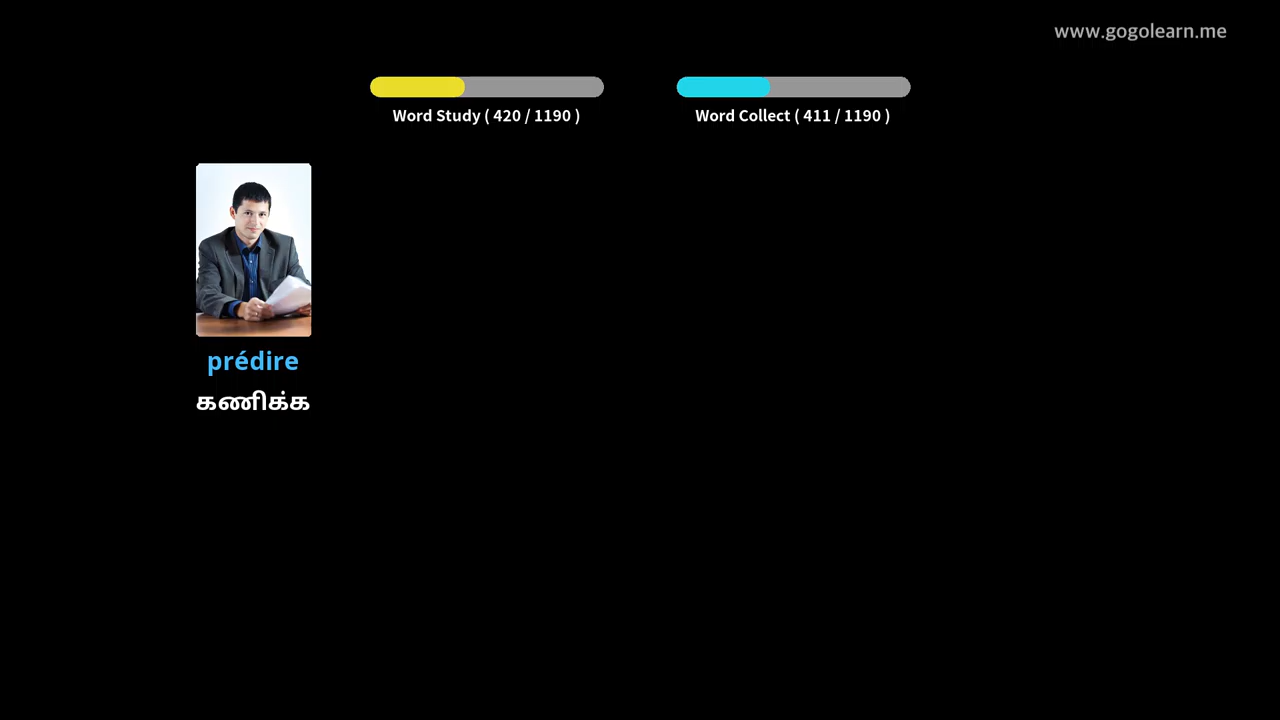 www.gogolearn.me
Word Study ( 420 / 1190 )
Word Collect ( 411 / 1190 )
prédire
கணிக்க